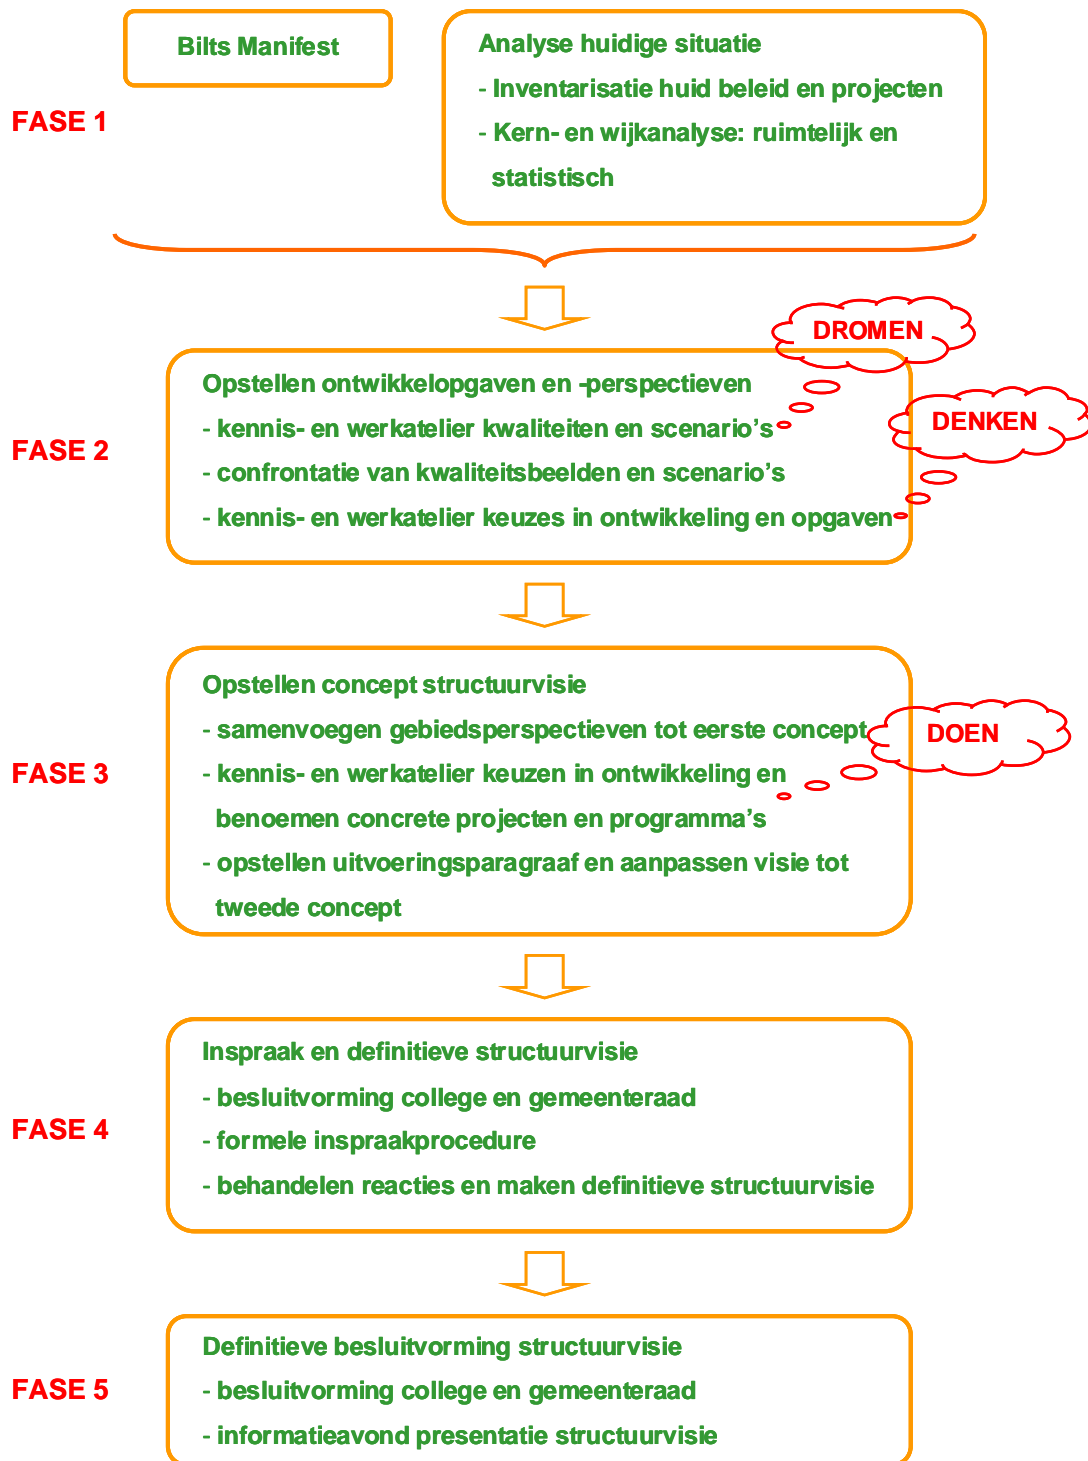 Bilts Manifest
Analyse huidige situatie
- Inventarisatie huid beleid en projecten
- Kern- en wijkanalyse: ruimtelijk en
statistisch
FASE 1
DROMEN
DENKEN
FASE 2
Opstellen ontwikkelopgaven en -perspectieven
- kennis- en werkatelier kwaliteiten en scenario's
- confrontatie van kwaliteitsbeelden en scenario's
- kennis- en werkatelier keuzes in ontwikkeling en opgaven
FASE 3
Opstellen concept structuurvisie
- samenvoegen gebiedsperspectieven tot eerste concept
- kennis- en werkatelier keuzen in ontwikkeling en
benoemen concrete projecten en programma's
- opstellen uitvoeringsparagraaf en aanpassen visie tot
tweede concept
DOEN
FASE 4
Inspraak en definitieve structuurvisie
- besluitvorming college en gemeenteraad
- formele inspraakprocedure
- behandelen reacties en maken definitieve structuurvisie
FASE 5
Definitieve besluitvorming structuurvisie
- besluitvorming college en gemeenteraad
- informatieavond presentatie structuurvisie